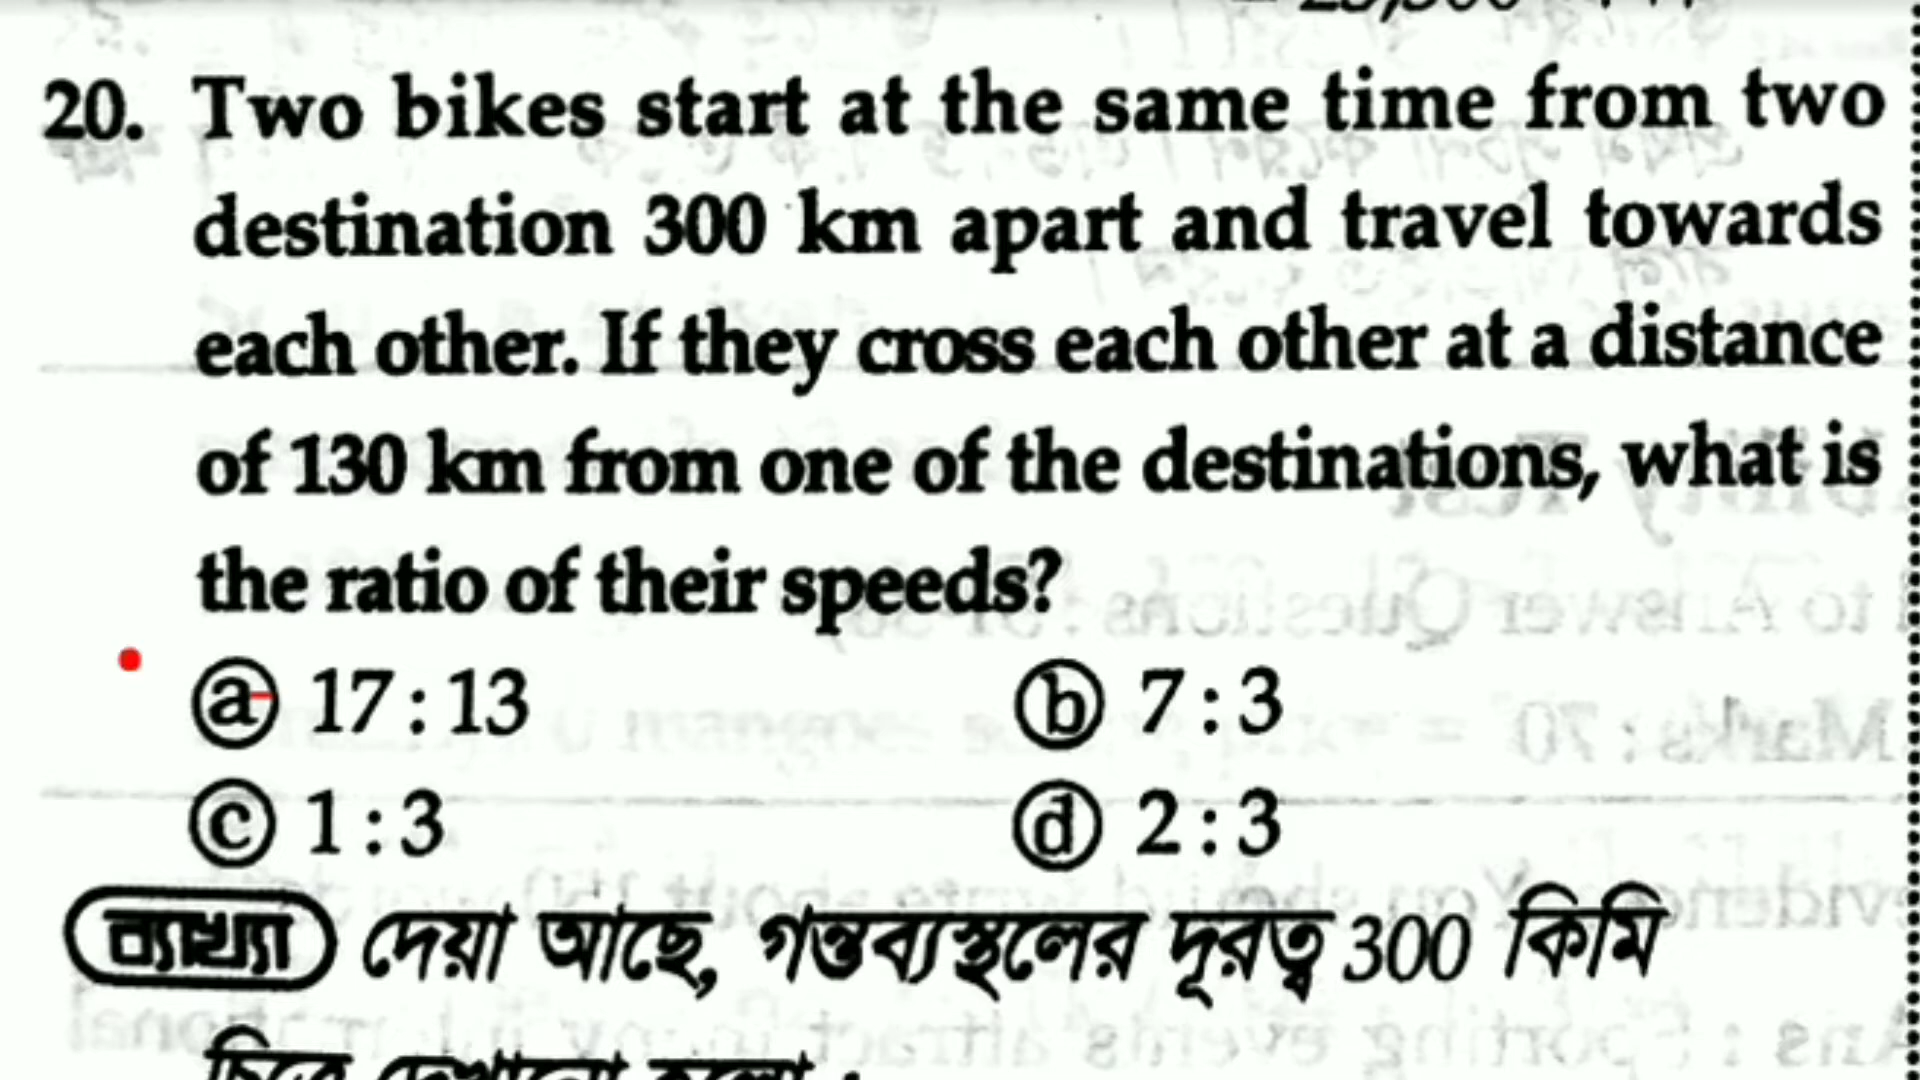 20. Two bikes start at the same time from two
destination 300 km apart and travel towards
each other. If they cross each other at a distance
of 130 km from one of the destinations, what is
the ratio of their speeds?
ⓐ 17 : 13 ⓑ 7 : 3
ⓒ 1 : 3 ⓓ 2 : 3
ব্যাখ্যা দেয়া আছে, গন্তব্যস্থলের দূরত্ব 300 কিমি